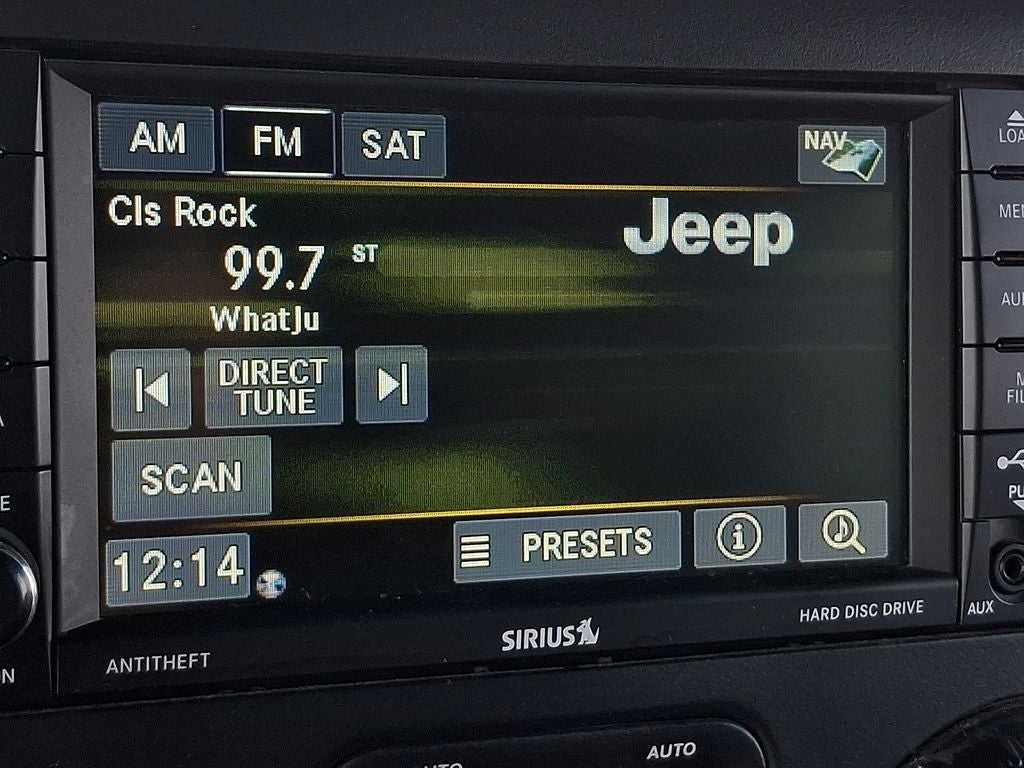 AM FM SAT NAV
Cls Rock
Jeep
99.7 ST
WhatJu
DIRECT
TUNE
SCAN
12:14
PRESETS
i
SIRIUS
HARD DISC DRIVE
ANTITHEFT
AUX
AUTO